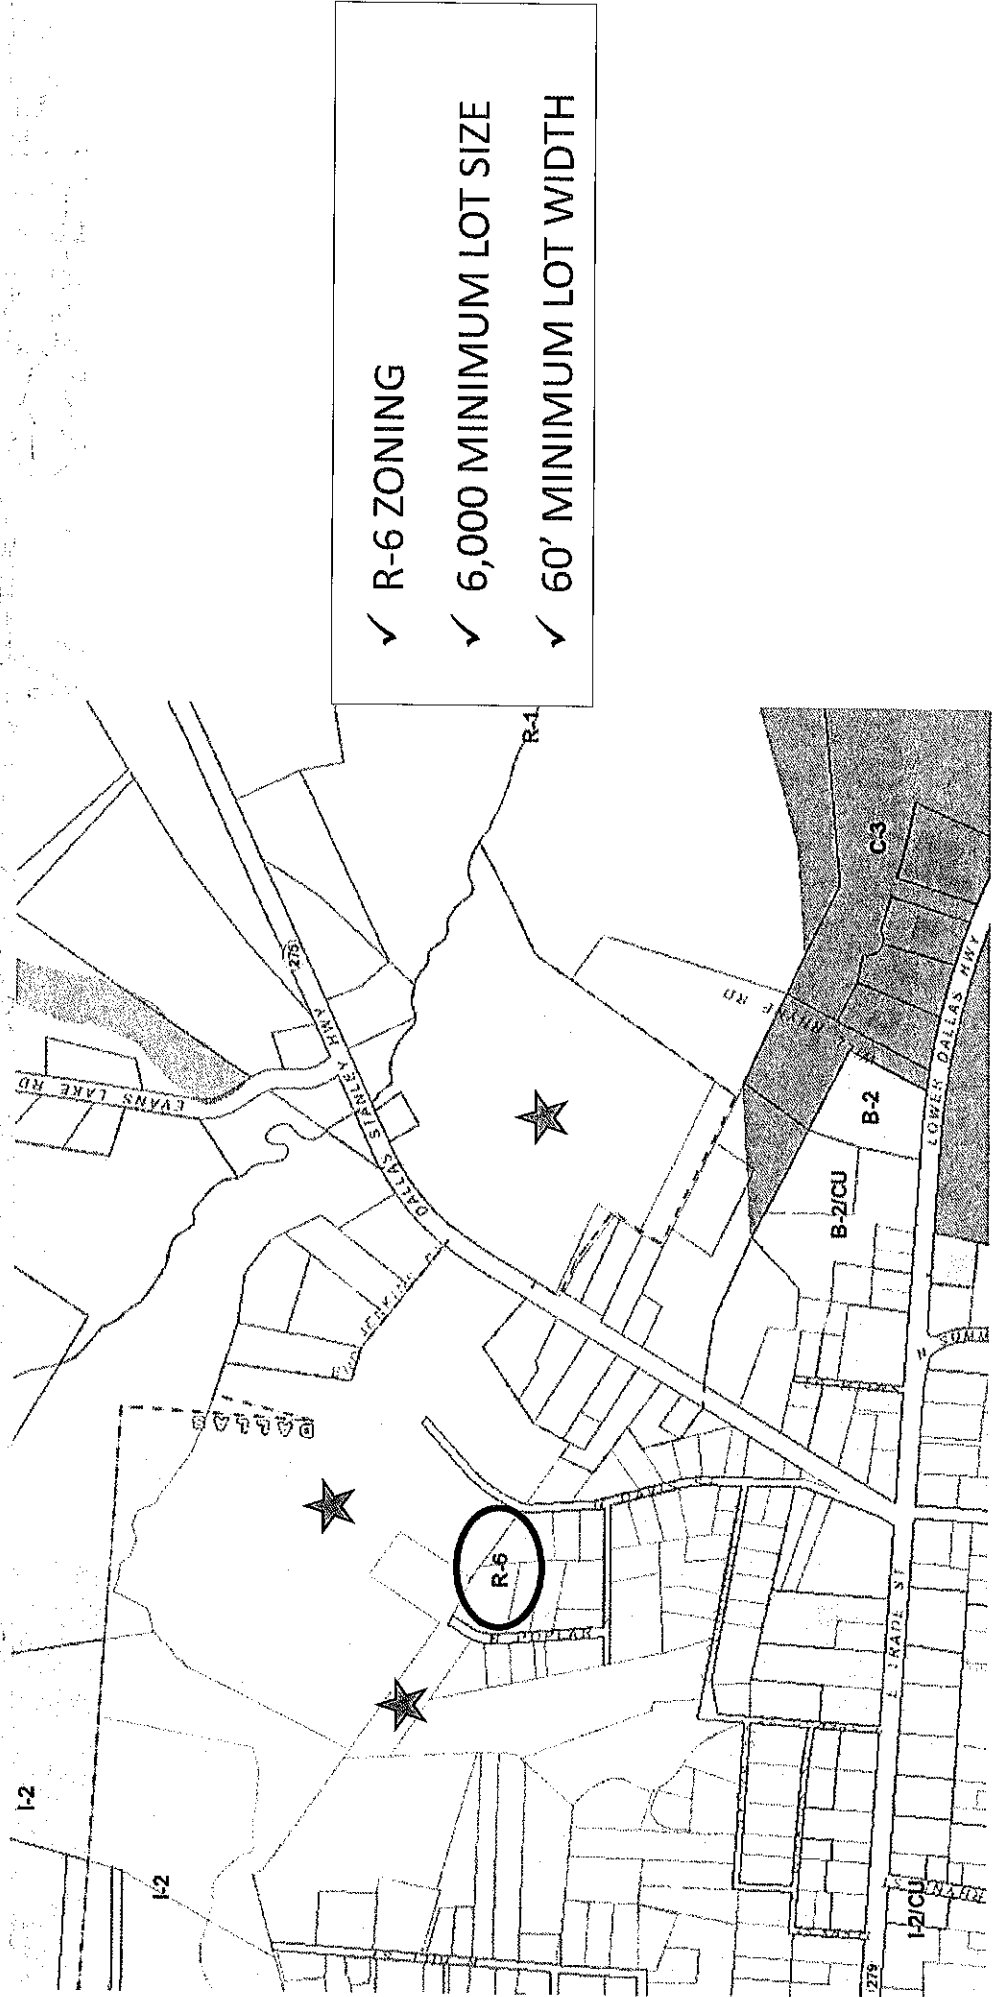 ✓ R-6 ZONING
✓ 6,000 MINIMUM LOT SIZE
✓ 60' MINIMUM LOT WIDTH
I-2
I-2
EVANS LAKE RD
275
DALLAS STANLEY HWY
DALLAS
R-1
R-6
RD
C-3
B-2
B-2/CU
LOWER DALLAS HWY
E TRADE ST
I-2/CU
279